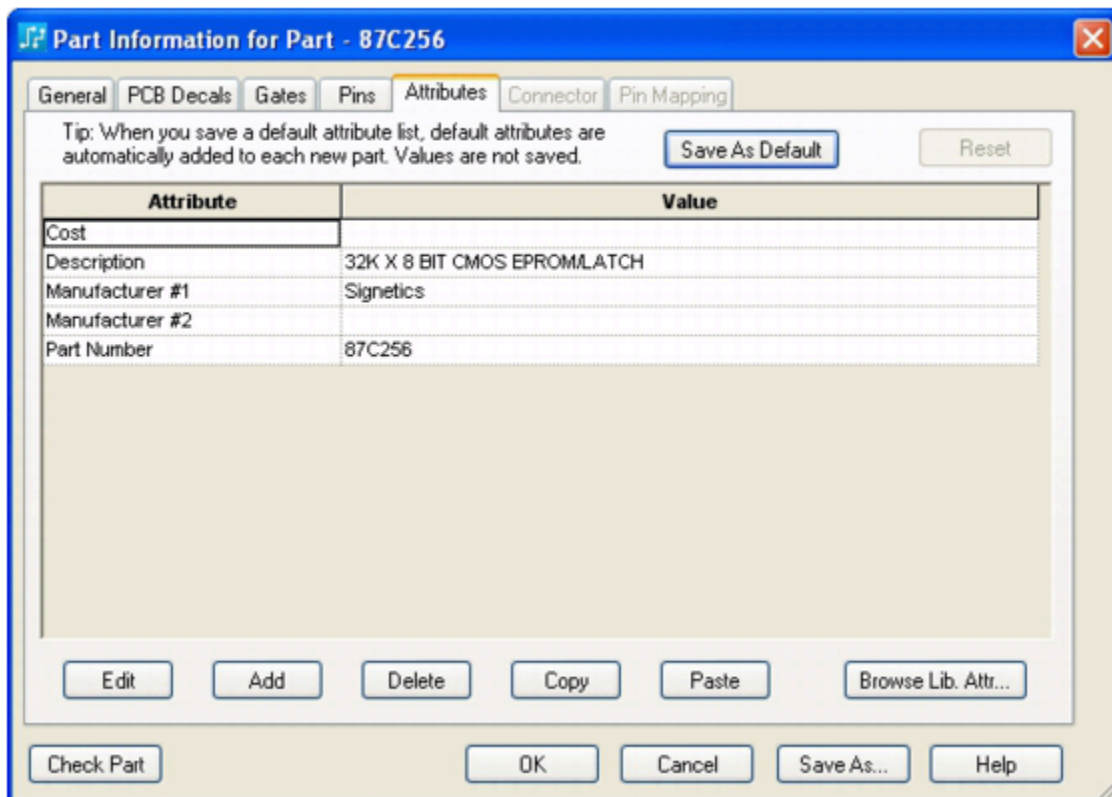 Part Information for Part - 87C256
General PCB Decals Gates Pins Attributes Connector Pin Mapping
Tip: When you save a default attribute list, default attributes are
automatically added to each new part. Values are not saved.
Save As Default Reset
Attribute Value
Cost
Description 32K X 8 BIT CMOS EPROM/LATCH
Manufacturer #1 Signetics
Manufacturer #2
Part Number 87C256
Edit Add Delete Copy Paste Browse Lib. Attr...
Check Part OK Cancel Save As... Help